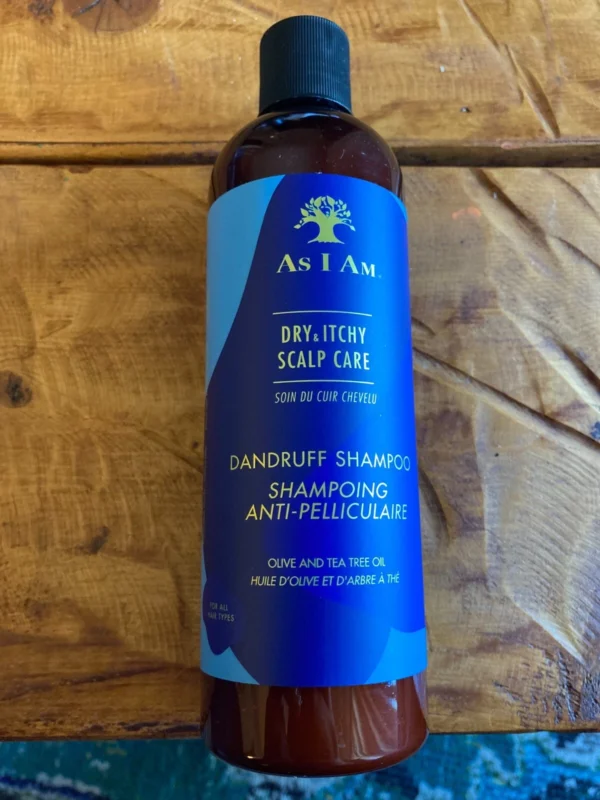 As I Am
DRY & ITCHY
SCALP CARE
SOIN DU CUIR CHEVELU
DANDRUFF SHAMPOO
SHAMPOING
ANTI-PELLICULAIRE
OLIVE AND TEA TREE OIL
HUILE D'OLIVE ET D'ARBRE À THÉ
FOR ALL
HAIR TYPES